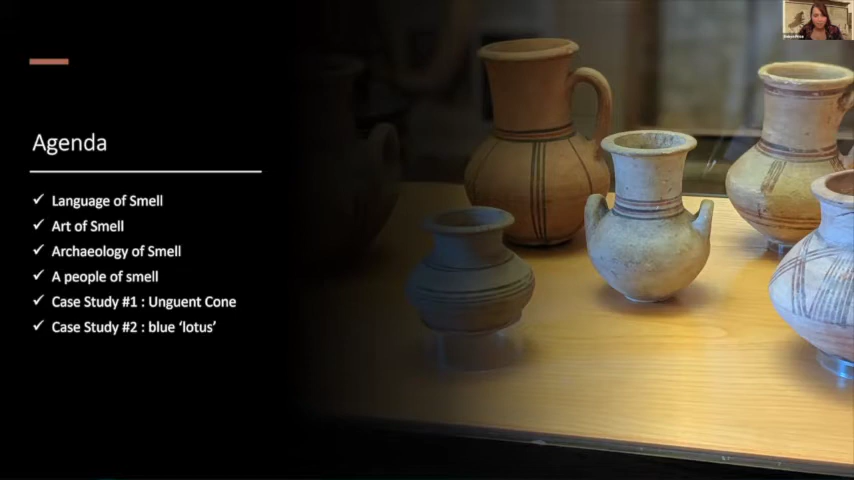 Agenda
✓ Language of Smell
✓ Art of Smell
✓ Archaeology of Smell
✓ A people of smell
✓ Case Study #1 : Unguent Cone
✓ Case Study #2 : blue ‘lotus’